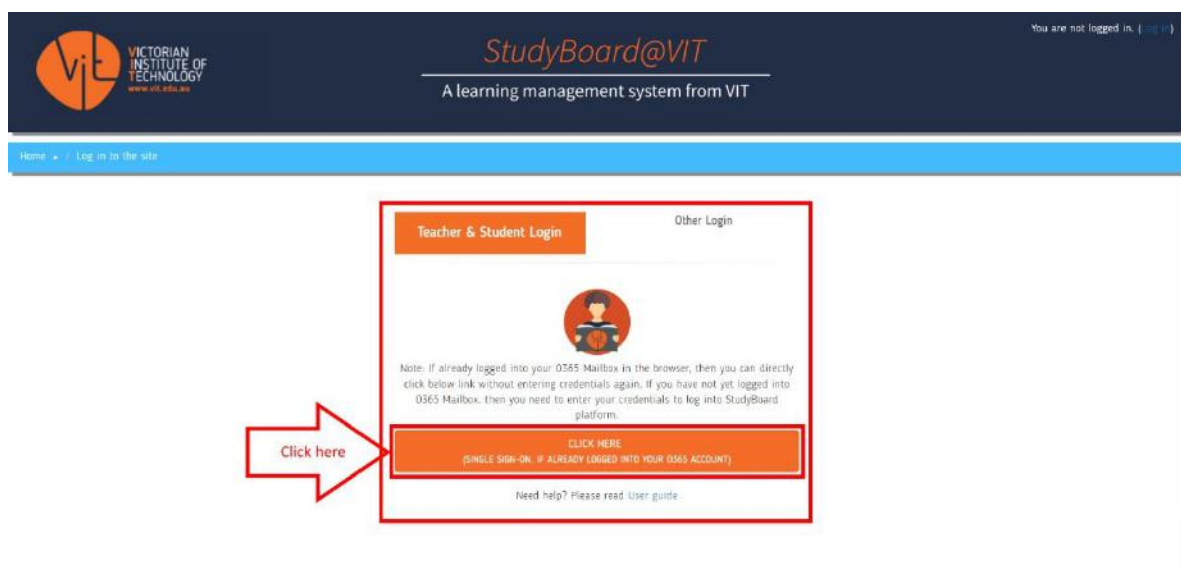 You are not logged in. (Log in)
VICTORIAN
INSTITUTE OF
TECHNOLOGY
www.vit.edu.au
Vit
StudyBoard@VIT
A learning management system from VIT
Home ▸ / Log in to the site
Teacher & Student Login
Other Login
Vit
Note: If already logged into your O365 Mailbox in the browser, then you can directly
click below link without entering credentials again. If you have not yet logged into
O365 Mailbox, then you need to enter your credentials to log into StudyBoard
platform.
Click here
CLICK HERE
(SINGLE SIGN-ON, IF ALREADY LOGGED INTO YOUR O365 ACCOUNT)
Need help? Please read User guide